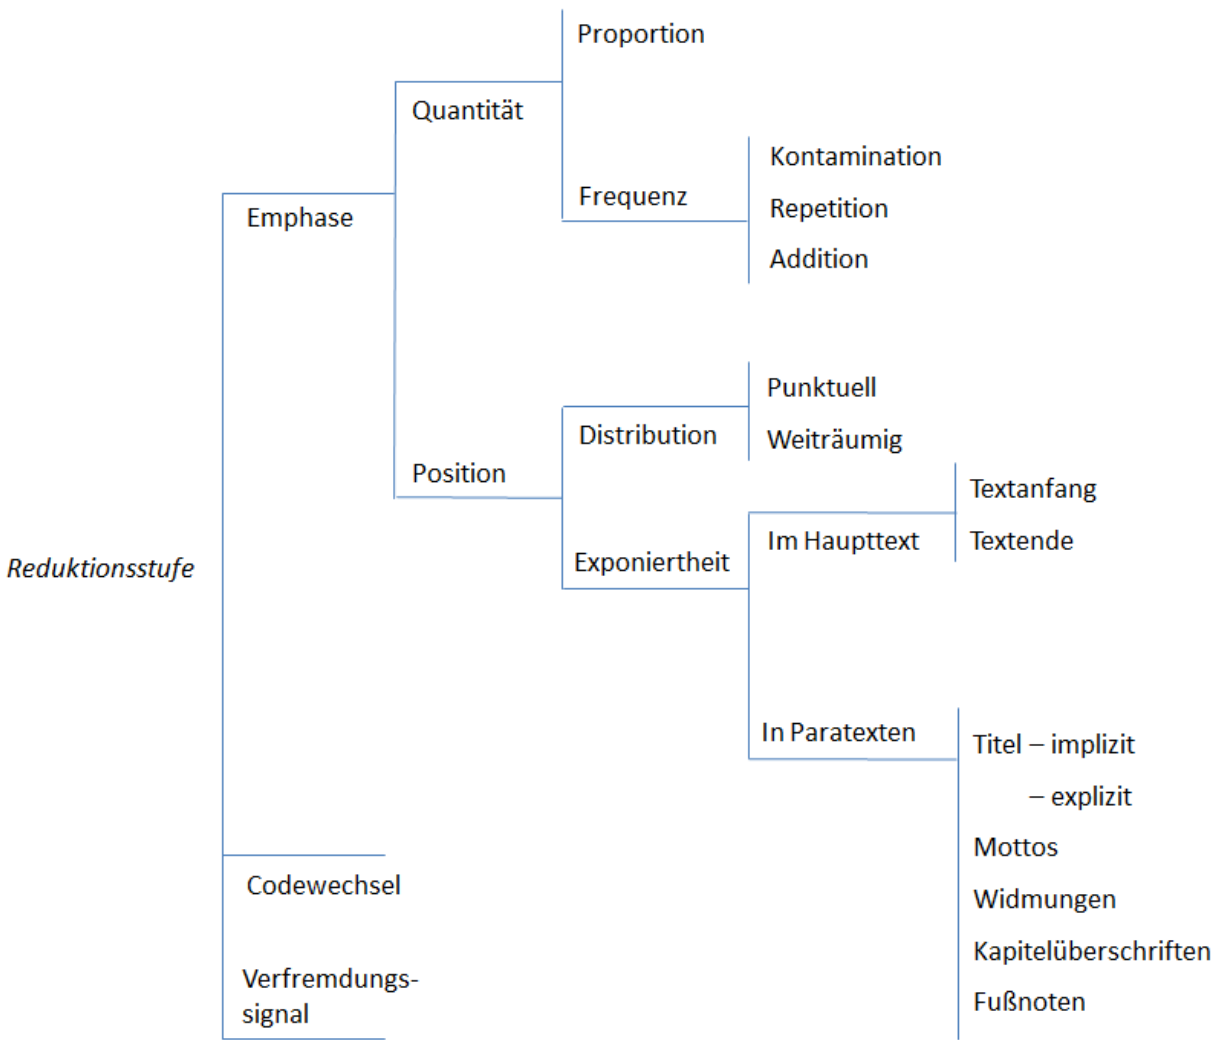 Proportion
Quantität
Kontamination
Frequenz
Repetition
Emphase
Addition
Punktuell
Distribution
Weiträumig
Position
Textanfang
Im Haupttext
Textende
Exponiertheit
Reduktionsstufe
In Paratexten
Titel – implizit
– explizit
Mottos
Codewechsel
Widmungen
Kapitelüberschriften
Verfremdungs-
signal
Fußnoten